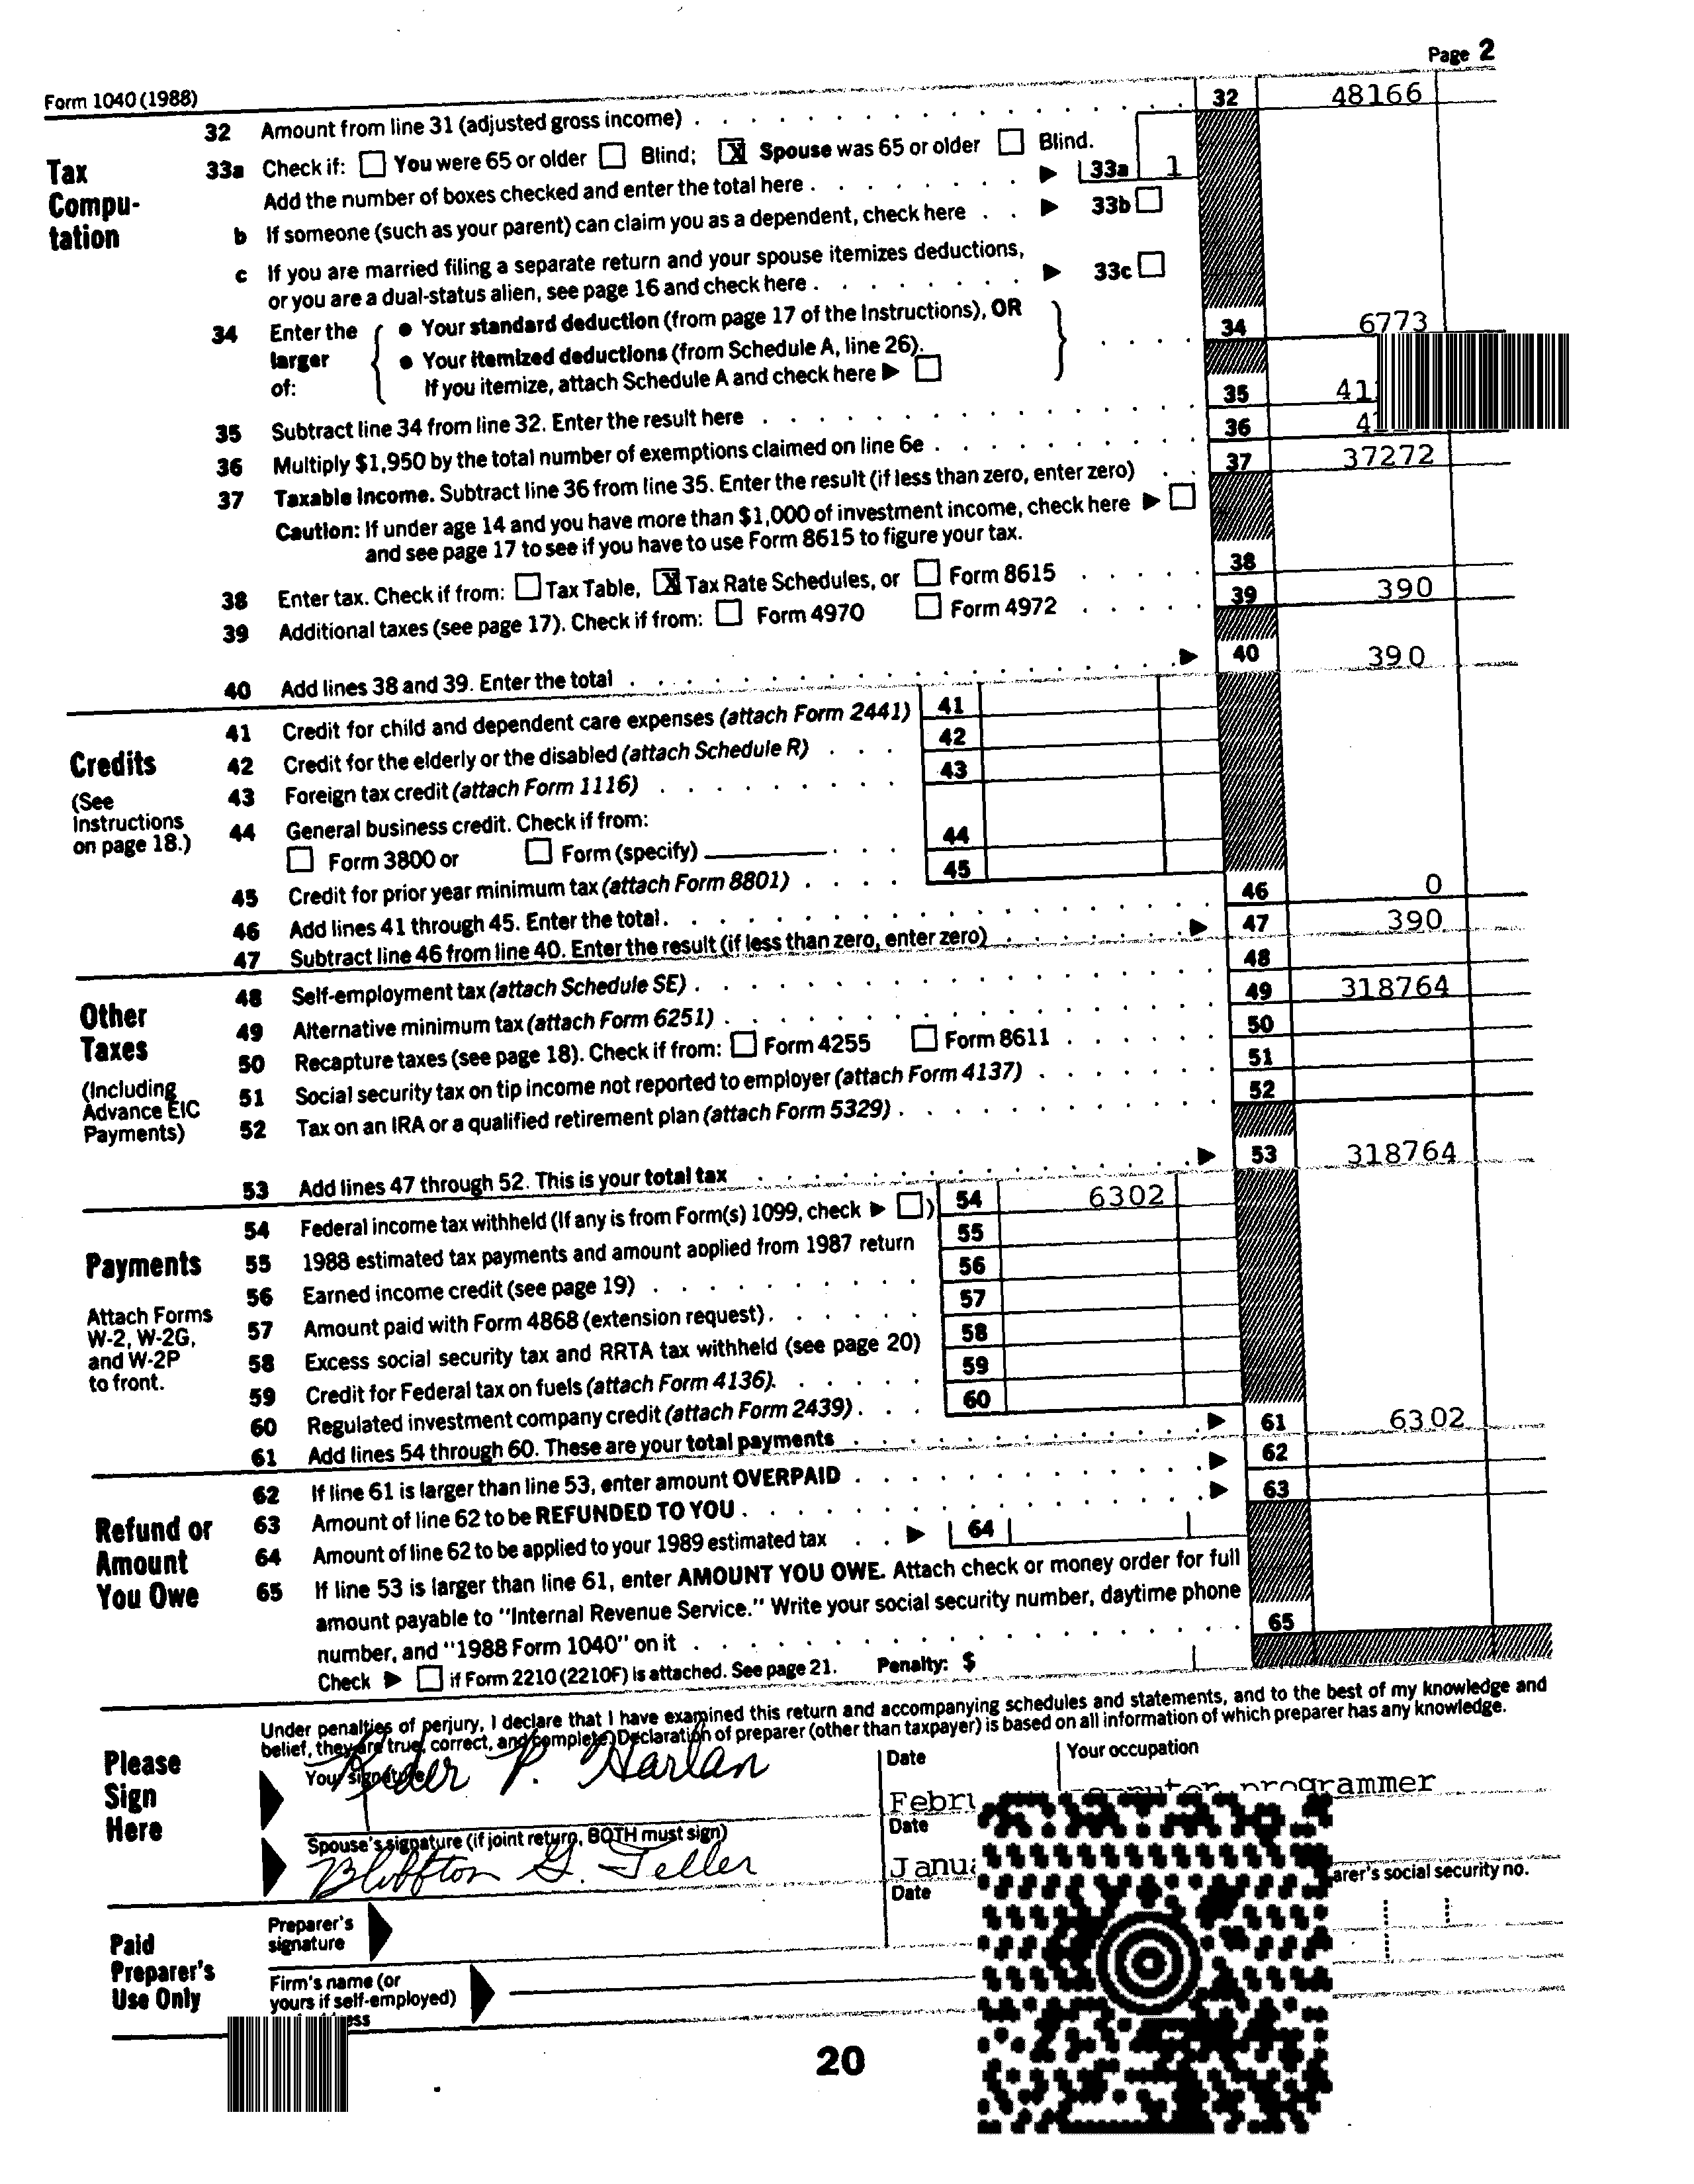 Page 2
Form 1040 (1988)
32 Amount from line 31 (adjusted gross income) 32 48166
Tax Compu- tation
33a Check if: You were 65 or older Blind; X Spouse was 65 or older Blind.
Add the number of boxes checked and enter the total here 33a 1
b If someone (such as your parent) can claim you as a dependent, check here 33b
c If you are married filing a separate return and your spouse itemizes deductions,
or you are a dual-status alien, see page 16 and check here 33c
34 Enter the larger of:
• Your standard deduction (from page 17 of the Instructions), OR 34 6773
• Your itemized deductions (from Schedule A, line 26).
If you itemize, attach Schedule A and check here
35 Subtract line 34 from line 32. Enter the result here 35
36 Multiply $1,950 by the total number of exemptions claimed on line 6e 36
37 Taxable income. Subtract line 36 from line 35. Enter the result (if less than zero, enter zero) 37 37272
Caution: If under age 14 and you have more than $1,000 of investment income, check here
and see page 17 to see if you have to use Form 8615 to figure your tax.
38 Enter tax. Check if from: Tax Table, X Tax Rate Schedules, or Form 8615 38
39 Additional taxes (see page 17). Check if from: Form 4970 Form 4972 39 390
40 Add lines 38 and 39. Enter the total 40 390
Credits
(See Instructions on page 18.)
41 Credit for child and dependent care expenses (attach Form 2441) 41
42 Credit for the elderly or the disabled (attach Schedule R) 42
43 Foreign tax credit (attach Form 1116) 43
44 General business credit. Check if from:
Form 3800 or Form (specify) 44
45 Credit for prior year minimum tax (attach Form 8801) 45
46 Add lines 41 through 45. Enter the total. 46 0
47 Subtract line 46 from line 40. Enter the result (if less than zero, enter zero) 47 390
Other Taxes
(Including Advance EIC Payments)
48 Self-employment tax (attach Schedule SE) 48
49 Alternative minimum tax (attach Form 6251) 49 318764
50 Recapture taxes (see page 18). Check if from: Form 4255 Form 8611 50
51 Social security tax on tip income not reported to employer (attach Form 4137) 51
52 Tax on an IRA or a qualified retirement plan (attach Form 5329) 52
53 Add lines 47 through 52. This is your total tax 53 318764
Payments
Attach Forms W-2, W-2G, and W-2P to front.
54 Federal income tax withheld (If any is from Form(s) 1099, check ) 54 6302
55 1988 estimated tax payments and amount applied from 1987 return 55
56 Earned income credit (see page 19) 56
57 Amount paid with Form 4868 (extension request) 57
58 Excess social security tax and RRTA tax withheld (see page 20) 58
59 Credit for Federal tax on fuels (attach Form 4136) 59
60 Regulated investment company credit (attach Form 2439) 60
61 Add lines 54 through 60. These are your total payments 61 6302
Refund or Amount You Owe
62 If line 61 is larger than line 53, enter amount OVERPAID 62
63 Amount of line 62 to be REFUNDED TO YOU 63
64 Amount of line 62 to be applied to your 1989 estimated tax 64
65 If line 53 is larger than line 61, enter AMOUNT YOU OWE. Attach check or money order for full
amount payable to "Internal Revenue Service." Write your social security number, daytime phone
number, and "1988 Form 1040" on it 65
Check if Form 2210 (2210F) is attached. See page 21. Penalty: $
Please Sign Here
Under penalties of perjury, I declare that I have examined this return and accompanying schedules and statements, and to the best of my knowledge and
belief, they are true, correct, and complete. Declaration of preparer (other than taxpayer) is based on all information of which preparer has any knowledge.
Your signature P. Harlan Date Your occupation
programmer
Spouse's signature (if joint return, BOTH must sign) Date
Bluffton G. Teller
Paid Preparer's Use Only
Preparer's signature Date social security no.
Firm's name (or yours if self-employed)
20